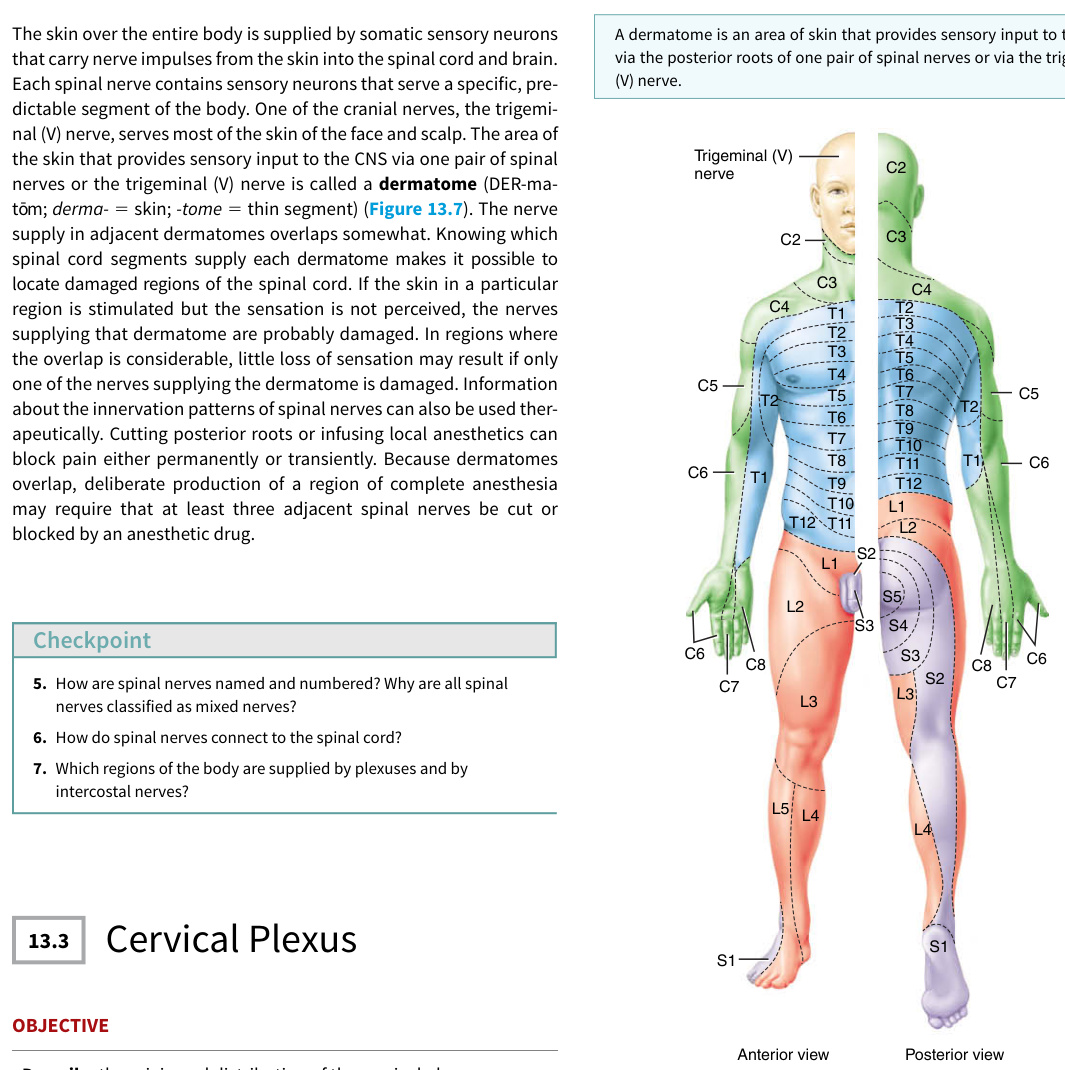 The skin over the entire body is supplied by somatic sensory neurons
that carry nerve impulses from the skin into the spinal cord and brain.
Each spinal nerve contains sensory neurons that serve a specific, pre-
dictable segment of the body. One of the cranial nerves, the trigemi-
nal (V) nerve, serves most of the skin of the face and scalp. The area of
the skin that provides sensory input to the CNS via one pair of spinal
nerves or the trigeminal (V) nerve is called a dermatome (DER-ma-
tōm; derma- = skin; -tome = thin segment) (Figure 13.7). The nerve
supply in adjacent dermatomes overlaps somewhat. Knowing which
spinal cord segments supply each dermatome makes it possible to
locate damaged regions of the spinal cord. If the skin in a particular
region is stimulated but the sensation is not perceived, the nerves
supplying that dermatome are probably damaged. In regions where
the overlap is considerable, little loss of sensation may result if only
one of the nerves supplying the dermatome is damaged. Information
about the innervation patterns of spinal nerves can also be used ther-
apeutically. Cutting posterior roots or infusing local anesthetics can
block pain either permanently or transiently. Because dermatomes
overlap, deliberate production of a region of complete anesthesia
may require that at least three adjacent spinal nerves be cut or
blocked by an anesthetic drug.
Checkpoint
5. How are spinal nerves named and numbered? Why are all spinal
nerves classified as mixed nerves?
6. How do spinal nerves connect to the spinal cord?
7. Which regions of the body are supplied by plexuses and by
intercostal nerves?
13.3 Cervical Plexus
OBJECTIVE
A dermatome is an area of skin that provides sensory input to
via the posterior roots of one pair of spinal nerves or via the
(V) nerve.
Trigeminal (V)
nerve
C2
C3
C4
T1
T2
T3
T4
T5
T6
T7
T8
T9
T10
T11
T12
C5
T2
C6
T1
L1
S2
L2
S3
C6
C7
C8
L3
L5
L4
S1
Anterior view
C2
C3
C4
T2
T3
T4
T5
T6
T7
T8
T9
T10
T11
T12
C5
T2
C6
T1
L1
L2
S5
S4
S3
S2
C8
C7
C6
L3
L4
S1
Posterior view